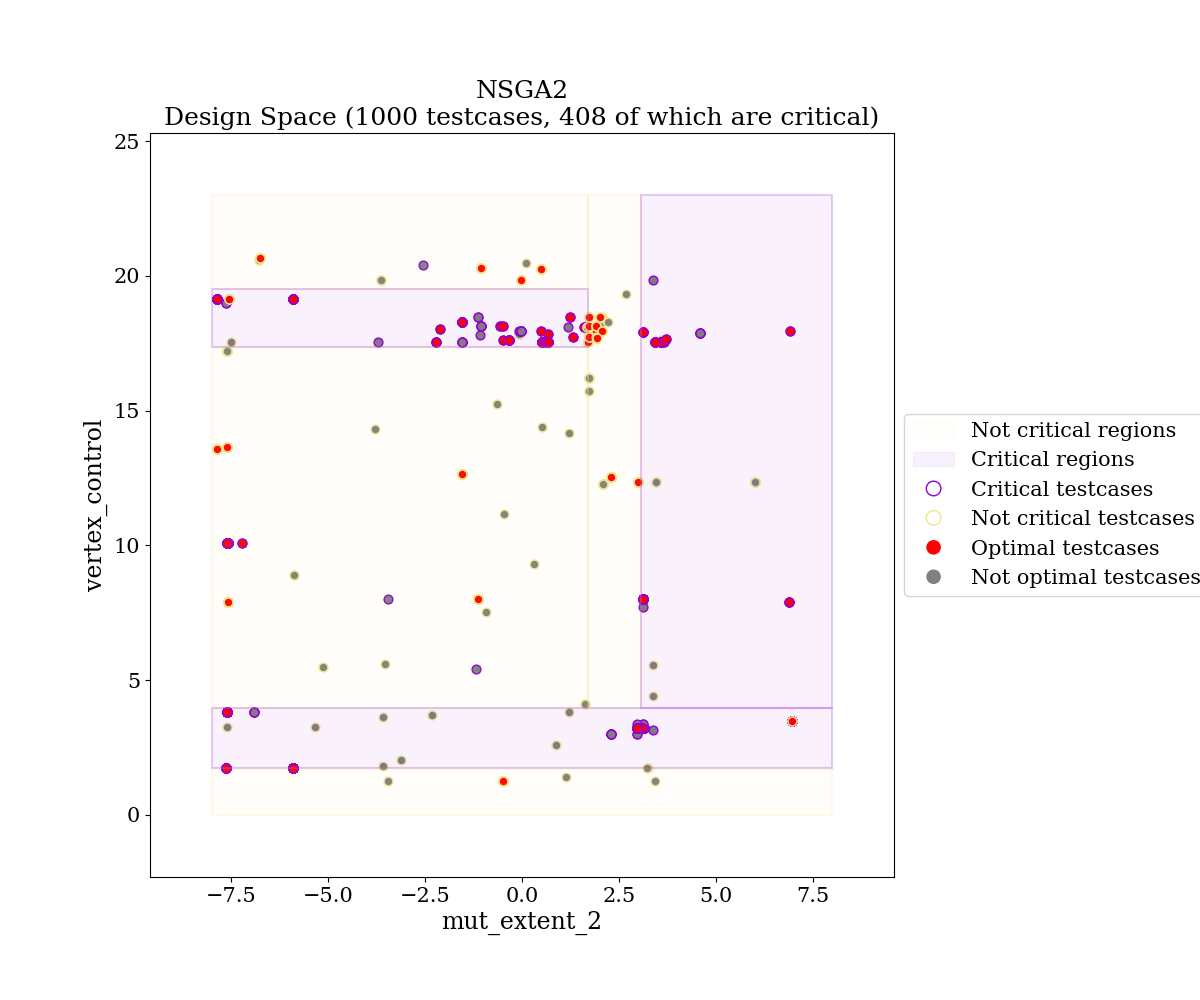 NSGA2
Design Space (1000 testcases, 408 of which are critical)
25
20
15
10
5
0
vertex_control
−7.5
−5.0
−2.5
0.0
2.5
5.0
7.5
mut_extent_2
Not critical regions
Critical regions
Critical testcases
Not critical testcases
Optimal testcases
Not optimal testcases